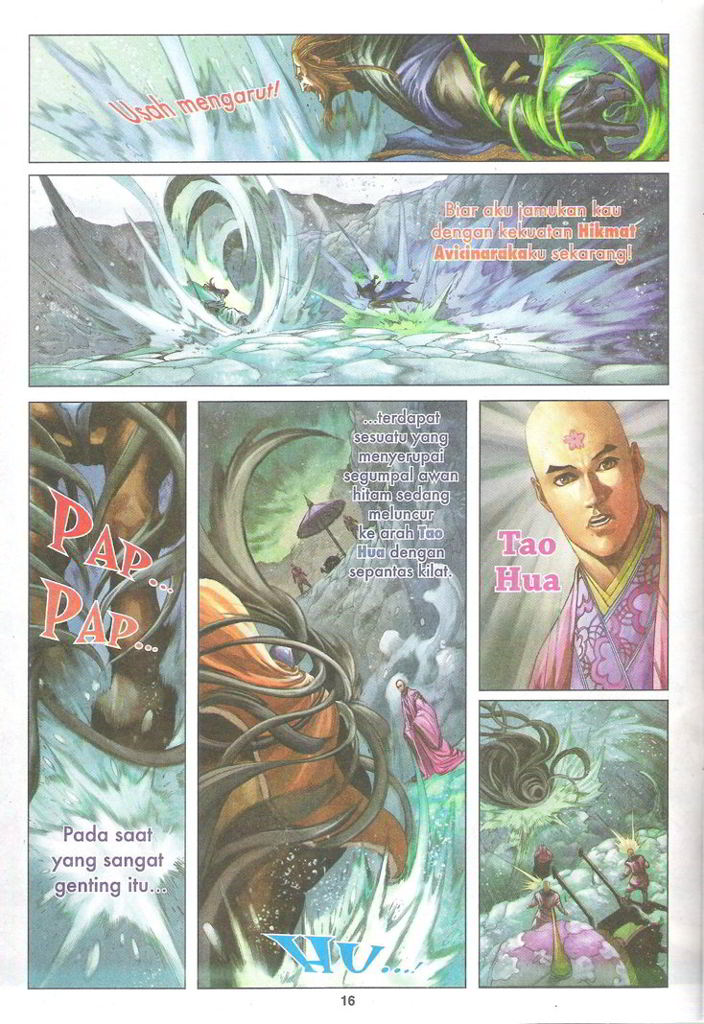 Usah mengarut!
Biar aku jamukan kau
dengan kekuatan Hikmat
Avicinarakaku sekarang!
PAP...
PAP...
Pada saat
yang sangat
genting itu...
...terdapat
sesuatu yang
menyerupai
segumpal awan
hitam sedang
meluncur
ke arah Tao
Hua dengan
sepantas kilat.
HU...!
Tao
Hua
16